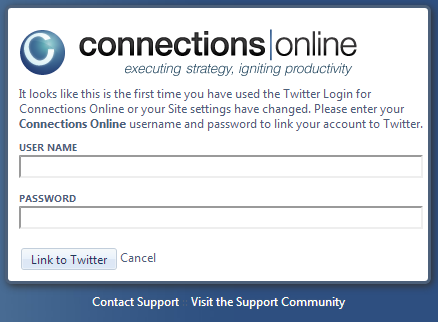 connections|online
executing strategy, igniting productivity
It looks like this is the first time you have used the Twitter Login for
Connections Online or your Site settings have changed. Please enter your
Connections Online username and password to link your account to Twitter.
USER NAME
PASSWORD
Link to Twitter Cancel
Contact Support Visit the Support Community